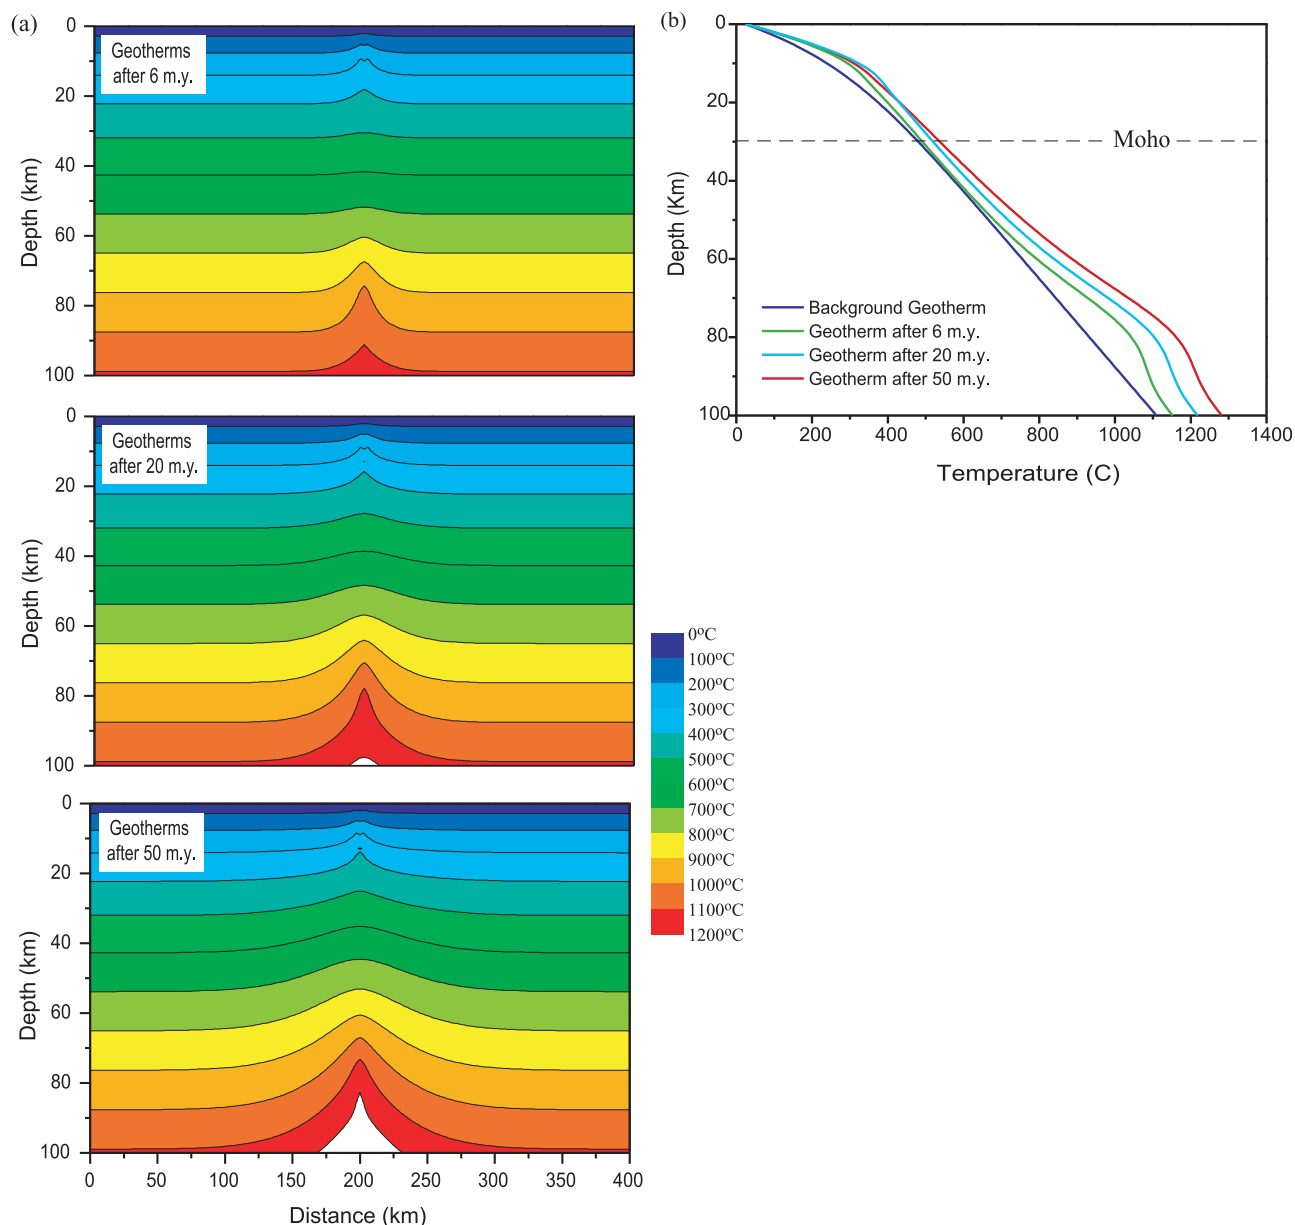 (a)
0
20
40
60
80
100
Depth (km)
Geotherms
after 6 m.y.
0
20
40
60
80
100
Depth (km)
Geotherms
after 20 m.y.
0
20
40
60
80
100
Depth (km)
Geotherms
after 50 m.y.
0 50 100 150 200 250 300 350 400
Distance (km)
0ºC
100ºC
200ºC
300ºC
400ºC
500ºC
600ºC
700ºC
800ºC
900ºC
1000ºC
1100ºC
1200ºC
(b)
0
20
40
60
80
100
Depth (Km)
Moho
Background Geotherm
Geotherm after 6 m.y.
Geotherm after 20 m.y.
Geotherm after 50 m.y.
0 200 400 600 800 1000 1200 1400
Temperature (C)